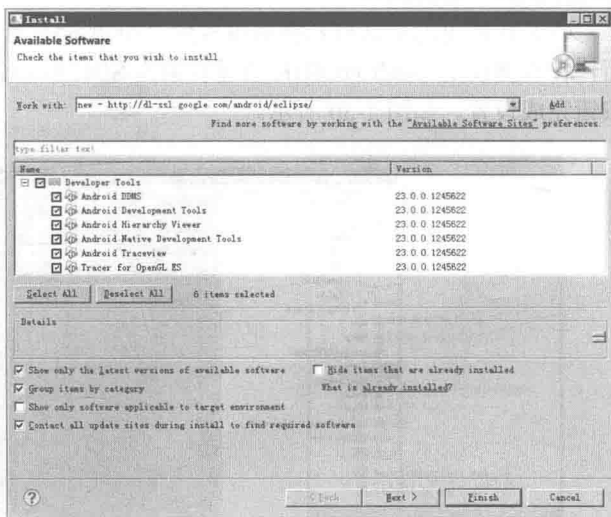 Install
Available Software
Check the items that you wish to install
Work with: new - http://dl-ssl google com/android/eclipse/ Add...
Find more software by working with the "Available Software Sites" preferences.
type filter text
Name Version
Developer Tools
Android DDMS 23.0.0.1245622
Android Development Tools 23.0.0.1245622
Android Hierarchy Viewer 23.0.0.1245622
Android Native Development Tools 23.0.0.1245622
Android Traceview 23.0.0.1245622
Tracer for OpenGL ES 23.0.0.1245622
Select All Deselect All 6 items selected
Details
Show only the latest versions of available software Hide items that are already installed
Group items by category What is already installed?
Show only software applicable to target environment
Contact all update sites during install to find required software
? < Back Next > Finish Cancel